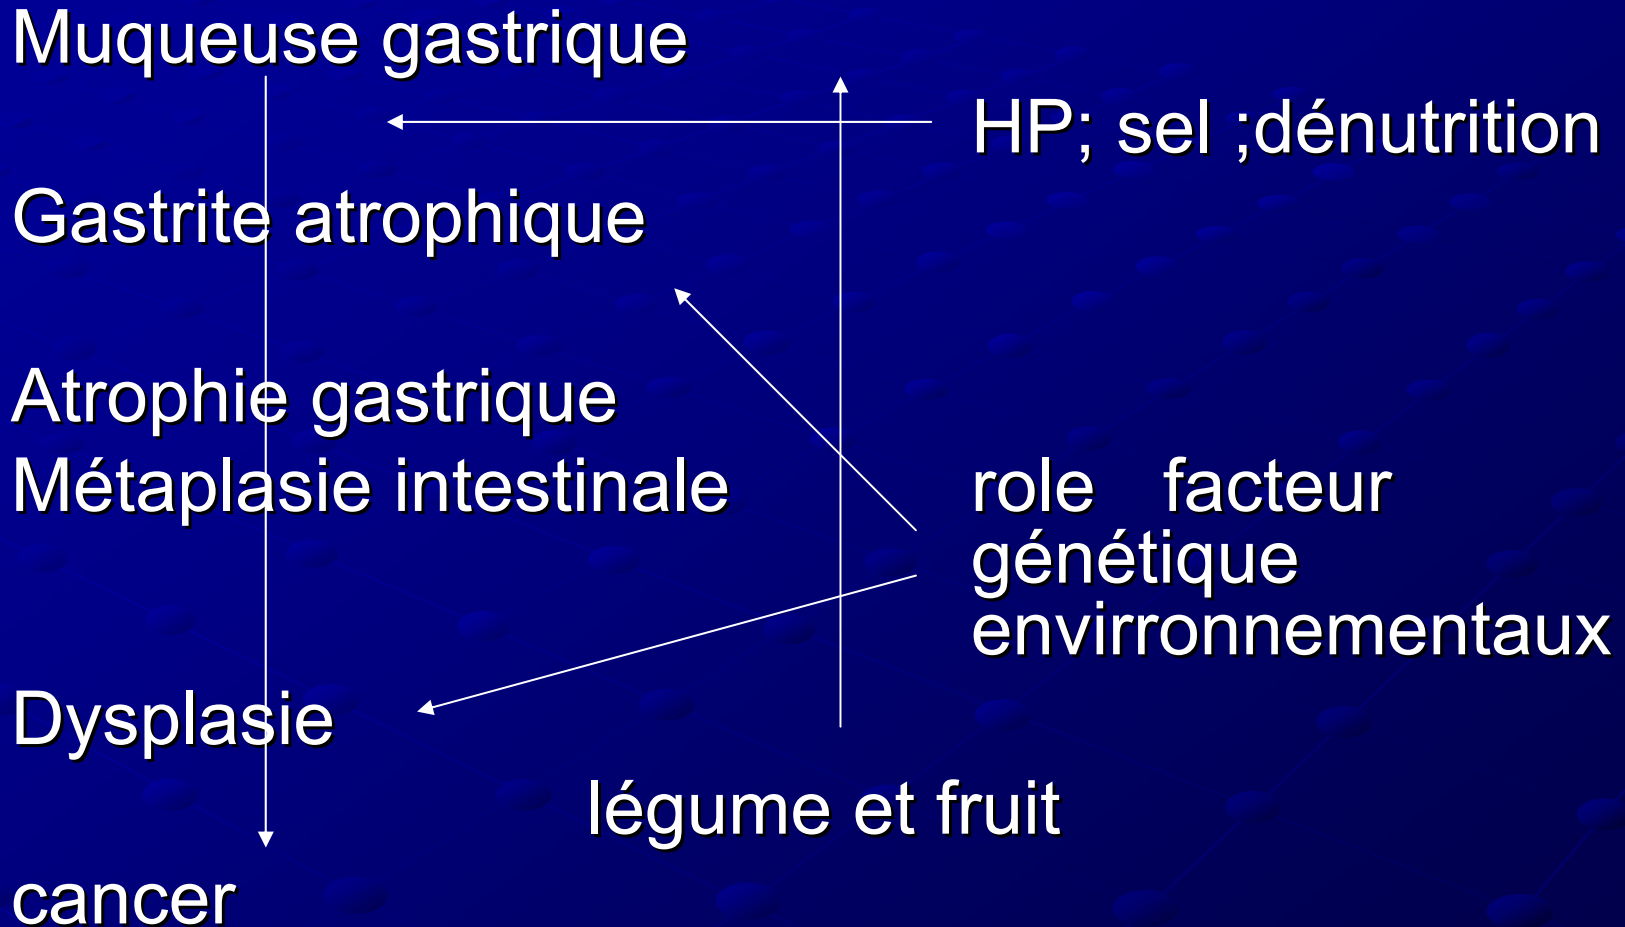 Muqueuse gastrique
HP; sel ;dénutrition
Gastrite atrophique
Atrophie gastrique
Métaplasie intestinale
role facteur
génétique
envirronnementaux
Dysplasie
légume et fruit
cancer